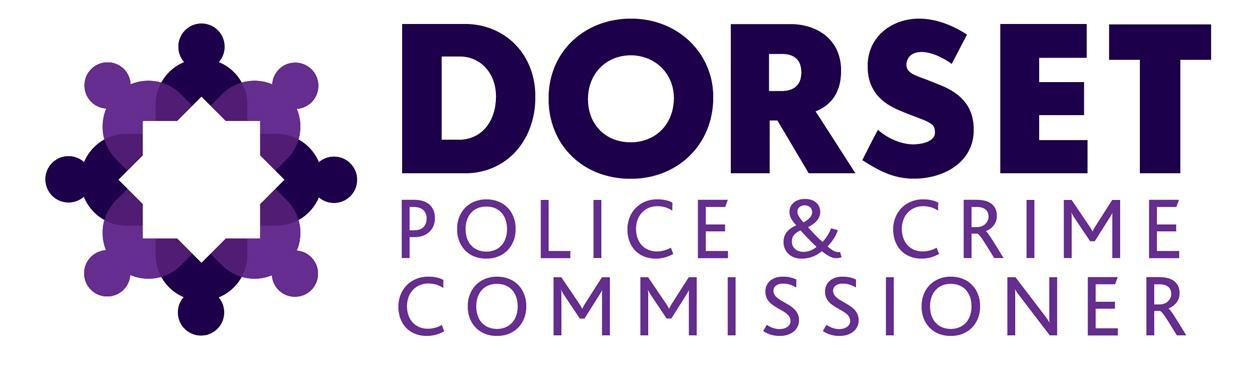 DORSET
POLICE & CRIME
COMMISSIONER